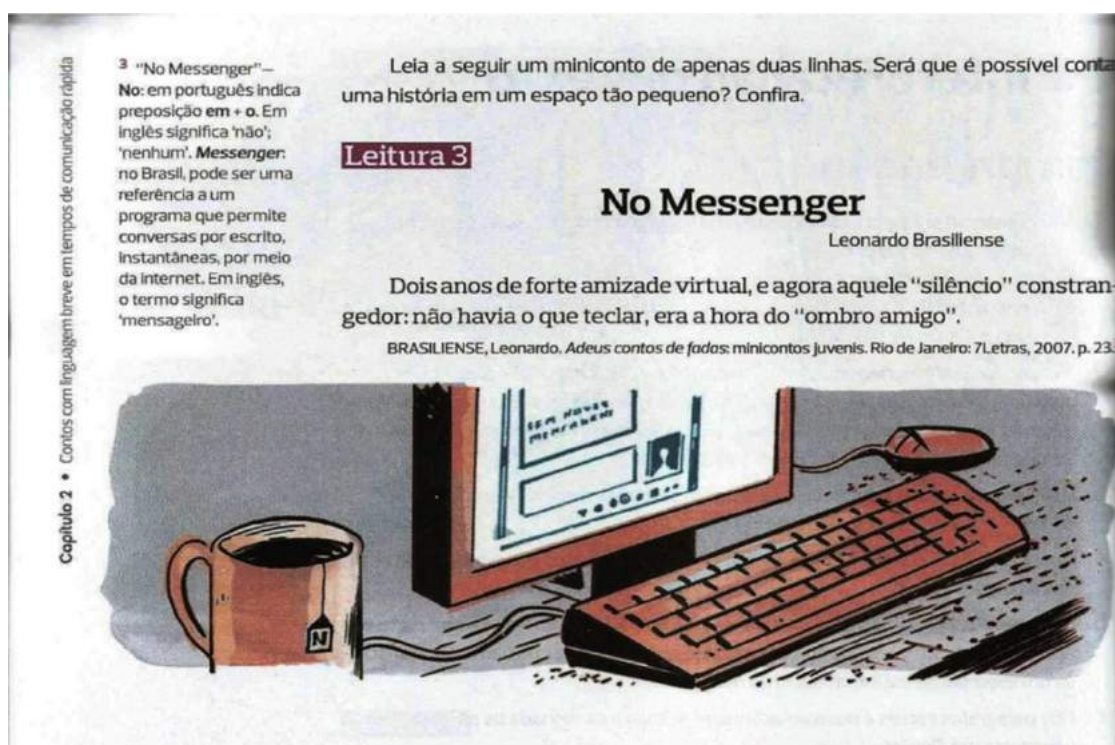 Capítulo 2 • Contos com linguagem breve em tempos de comunicação rápida
3 "No Messenger"—
No: em português indica
preposição em + o. Em
inglês significa 'não';
'nenhum'. Messenger:
no Brasil, pode ser uma
referência a um
programa que permite
conversas por escrito,
instantâneas, por meio
da internet. Em inglês,
o termo significa
'mensageiro'.
Leia a seguir um miniconto de apenas duas linhas. Será que é possível conta
uma história em um espaço tão pequeno? Confira.
Leitura 3
No Messenger
Leonardo Brasiliense
Dois anos de forte amizade virtual, e agora aquele "silêncio" constran-
gedor: não havia o que teclar, era a hora do "ombro amigo".
BRASILIENSE, Leonardo. Adeus contos de fadas: minicontos juvenis. Rio de Janeiro: 7Letras, 2007. p. 23.
SEM NOVAS
MENSAGENS
N